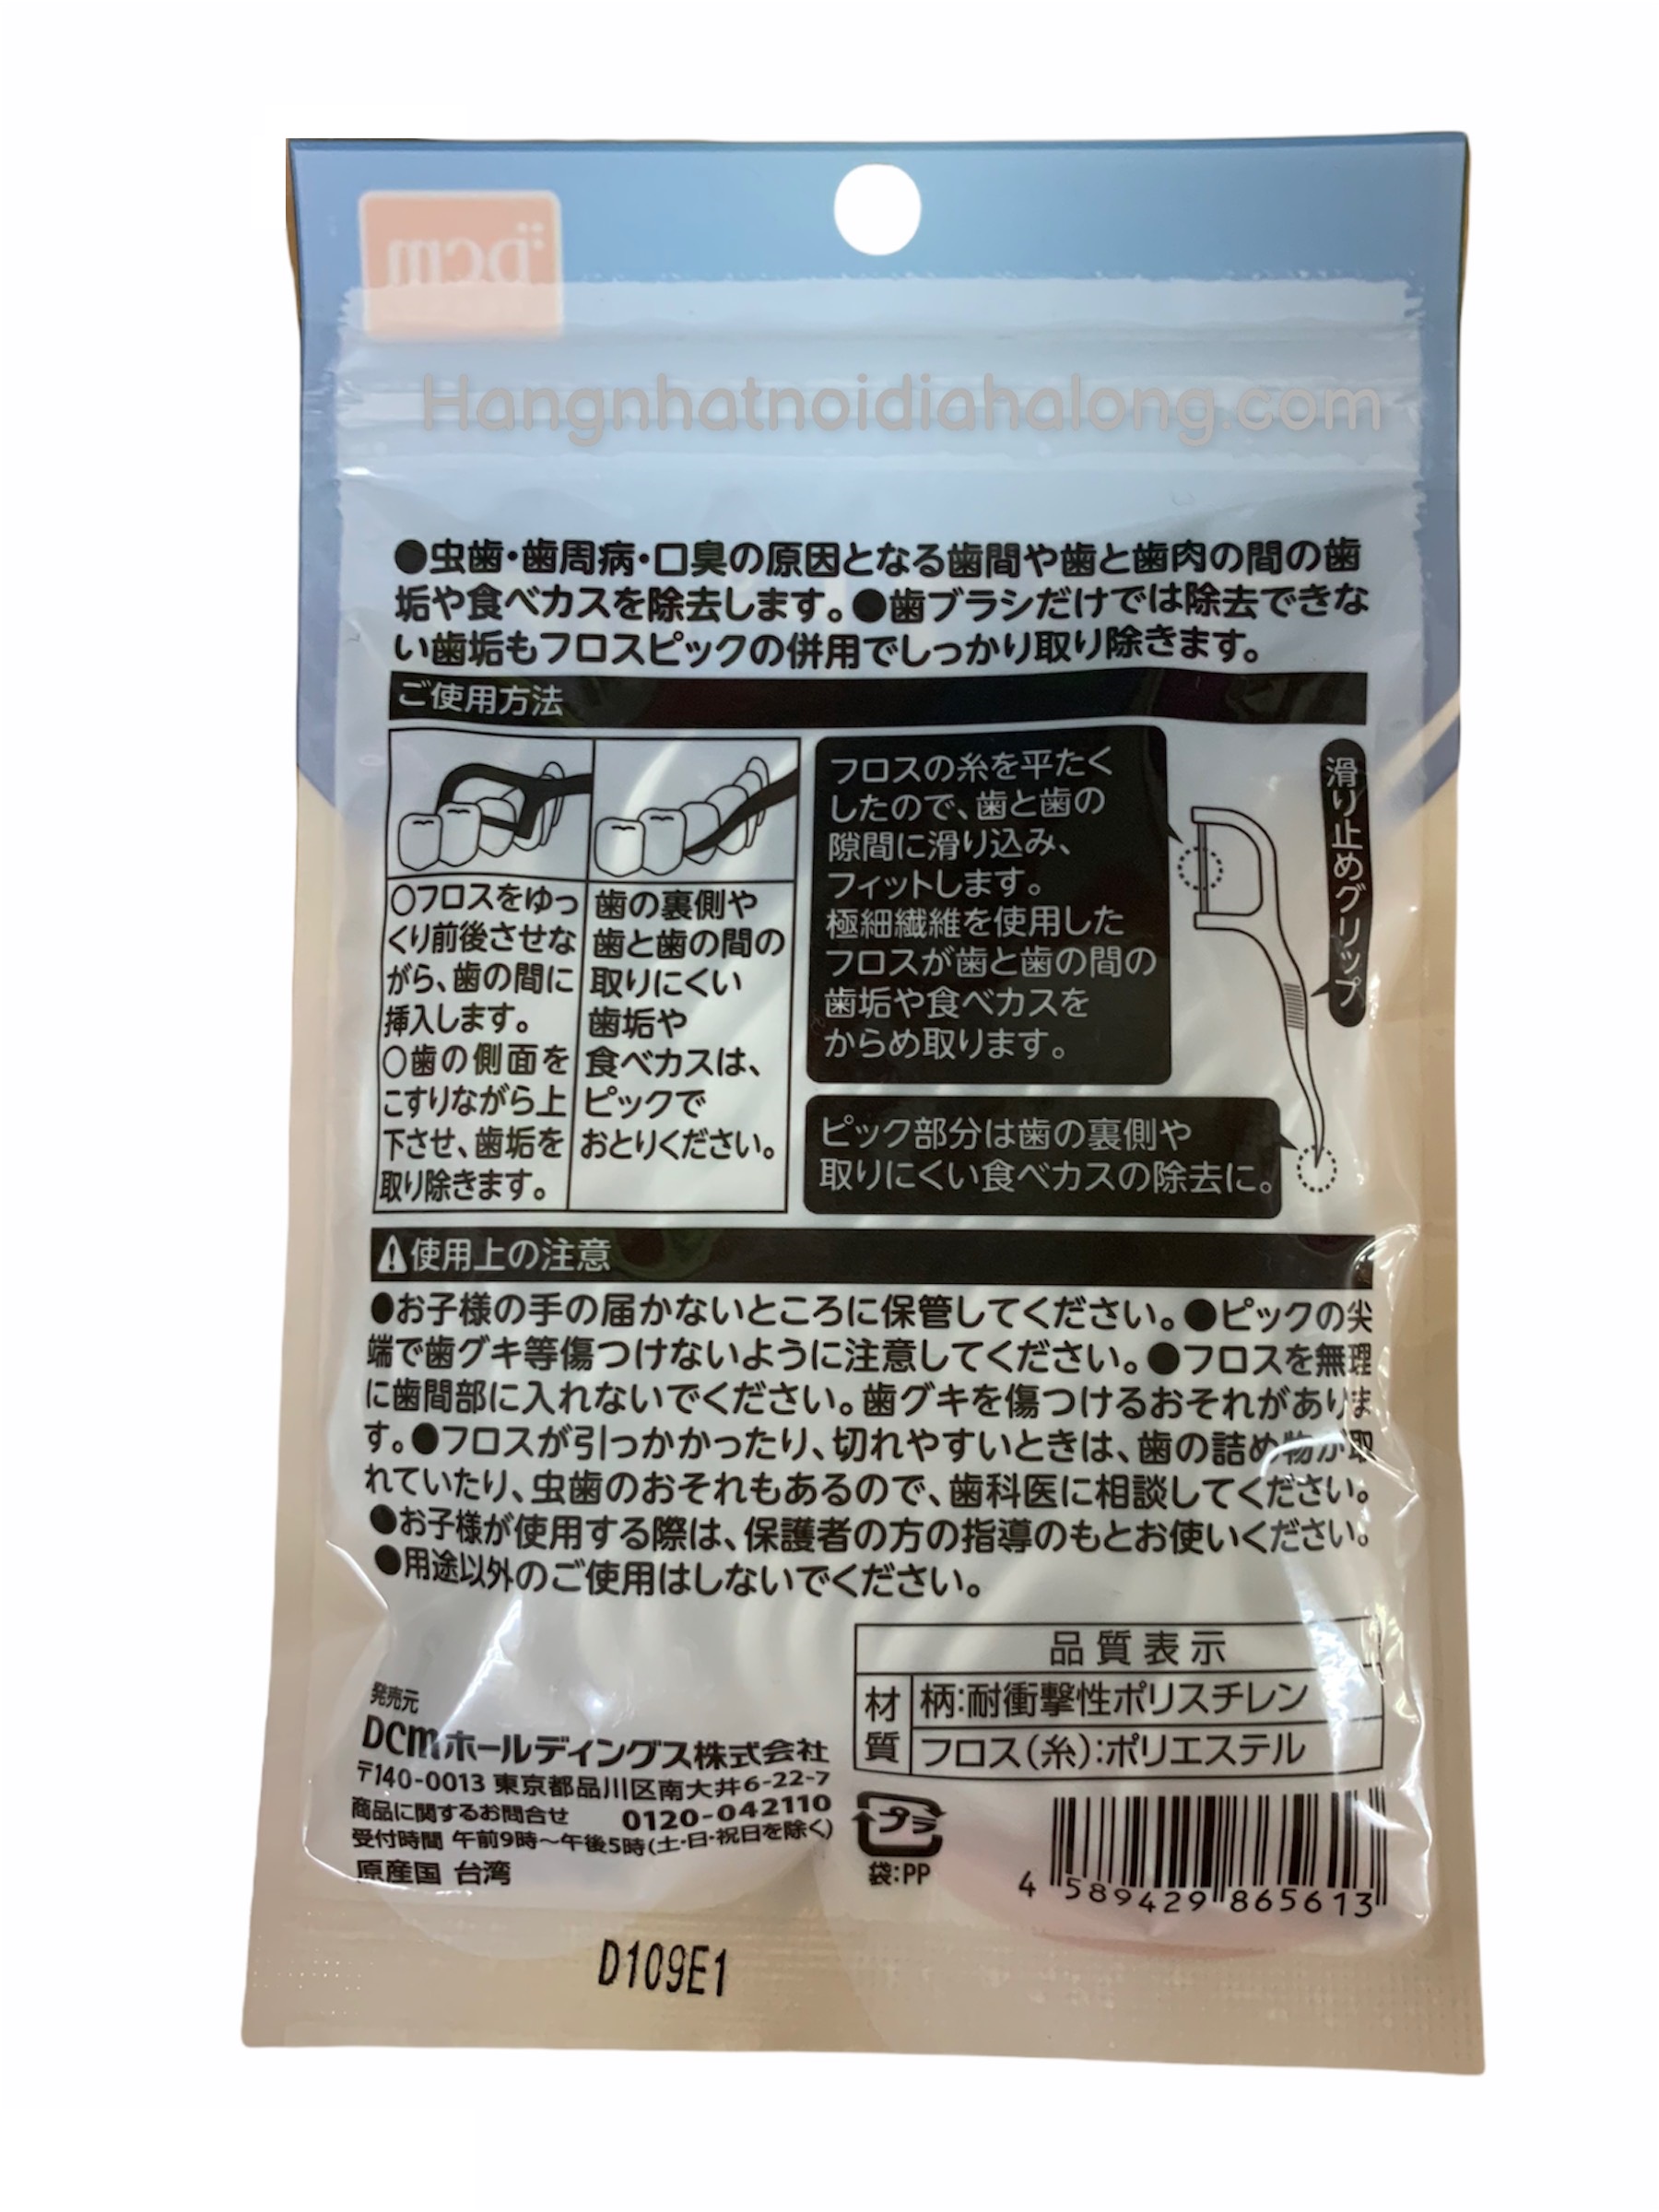 Dcm
Hangnhatnoidiahalong.com
●虫歯・歯周病・口臭の原因となる歯間や歯と歯肉の間の歯
垢や食べカスを除去します。●歯ブラシだけでは除去できな
い歯垢もフロスピックの併用でしっかり取り除きます。
ご使用方法
〇フロスをゆっ
くり前後させな
がら、歯の間に
挿入します。
〇歯の側面を
こすりながら上
下させ、歯垢を
取り除きます。
歯の裏側や
歯と歯の間の
取りにくい
歯垢や
食べカスは、
ピックで
おとりください。
フロスの糸を平たく
したので、歯と歯の
隙間に滑り込み、
フィットします。
極細繊維を使用した
フロスが歯と歯の間の
歯垢や食べカスを
からめ取ります。
滑り止めグリップ
ピック部分は歯の裏側や
取りにくい食べカスの除去に。
⚠使用上の注意
●お子様の手の届かないところに保管してください。●ピックの尖
端で歯グキ等傷つけないように注意してください。●フロスを無理
に歯間部に入れないでください。歯グキを傷つけるおそれがありま
す。●フロスが引っかかったり、切れやすいときは、歯の詰め物が取
れていたり、虫歯のおそれもあるので、歯科医に相談してください。
●お子様が使用する際は、保護者の方の指導のもとお使いください。
●用途以外のご使用はしないでください。
品質表示
材質
柄:耐衝撃性ポリスチレン
フロス(糸):ポリエステル
発売元
DCmホールディングス株式会社
〒140-0013 東京都品川区南大井6-22-7
商品に関するお問合せ 0120-042110
受付時間 午前9時〜午後5時(土・日・祝日を除く)
原産国 台湾
プラ
袋:PP
4 589429 865613
D109E1